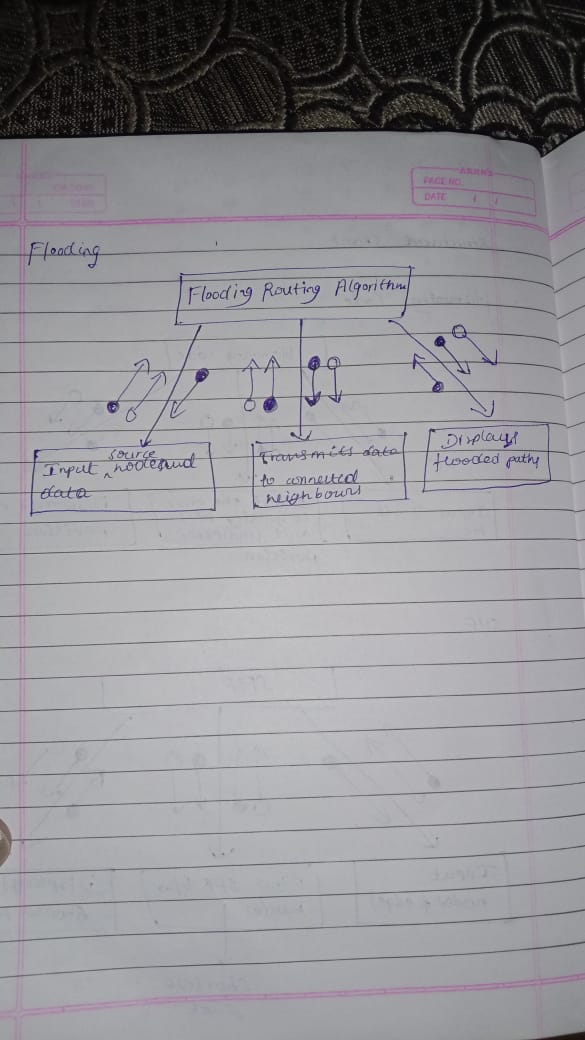 PAGE NO.
DATE / /
Flooding
Flooding Routing Algorithm
source
Input nodes and
data
Transmits data
to connected
neighbours
Displays
flooded paths